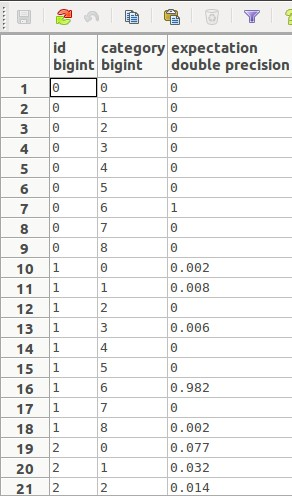 id category expectation
bigint bigint double precision
1 0 0 0
2 0 1 0
3 0 2 0
4 0 3 0
5 0 4 0
6 0 5 0
7 0 6 1
8 0 7 0
9 0 8 0
10 1 0 0.002
11 1 1 0.008
12 1 2 0
13 1 3 0.006
14 1 4 0
15 1 5 0
16 1 6 0.982
17 1 7 0
18 1 8 0.002
19 2 0 0.077
20 2 1 0.032
21 2 2 0.014